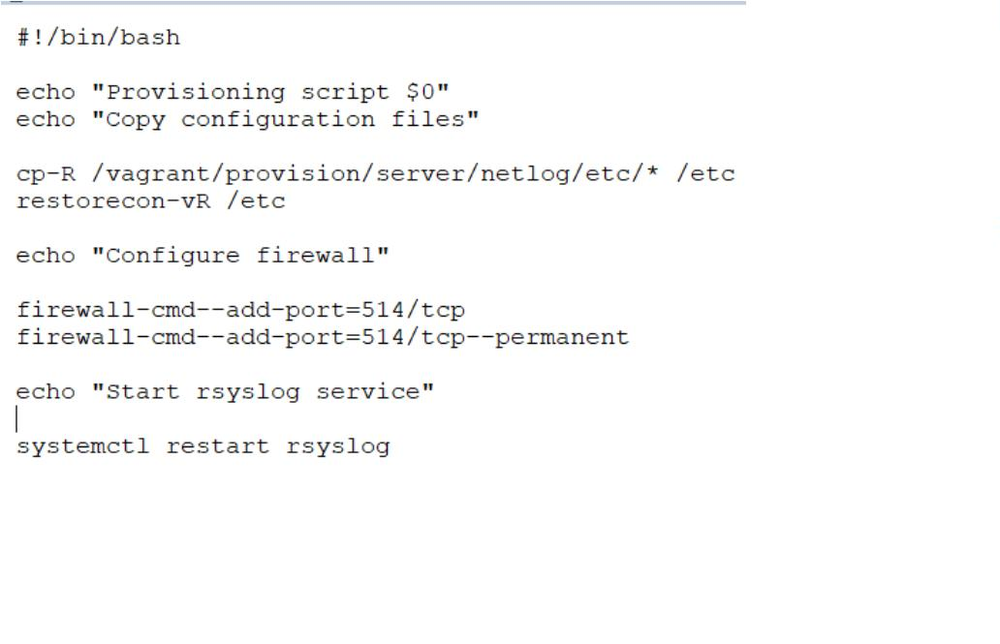 #!/bin/bash
echo "Provisioning script $0"
echo "Copy configuration files"
cp-R /vagrant/provision/server/netlog/etc/* /etc
restorecon-vR /etc
echo "Configure firewall"
firewall-cmd--add-port=514/tcp
firewall-cmd--add-port=514/tcp--permanent
echo "Start rsyslog service"
systemctl restart rsyslog